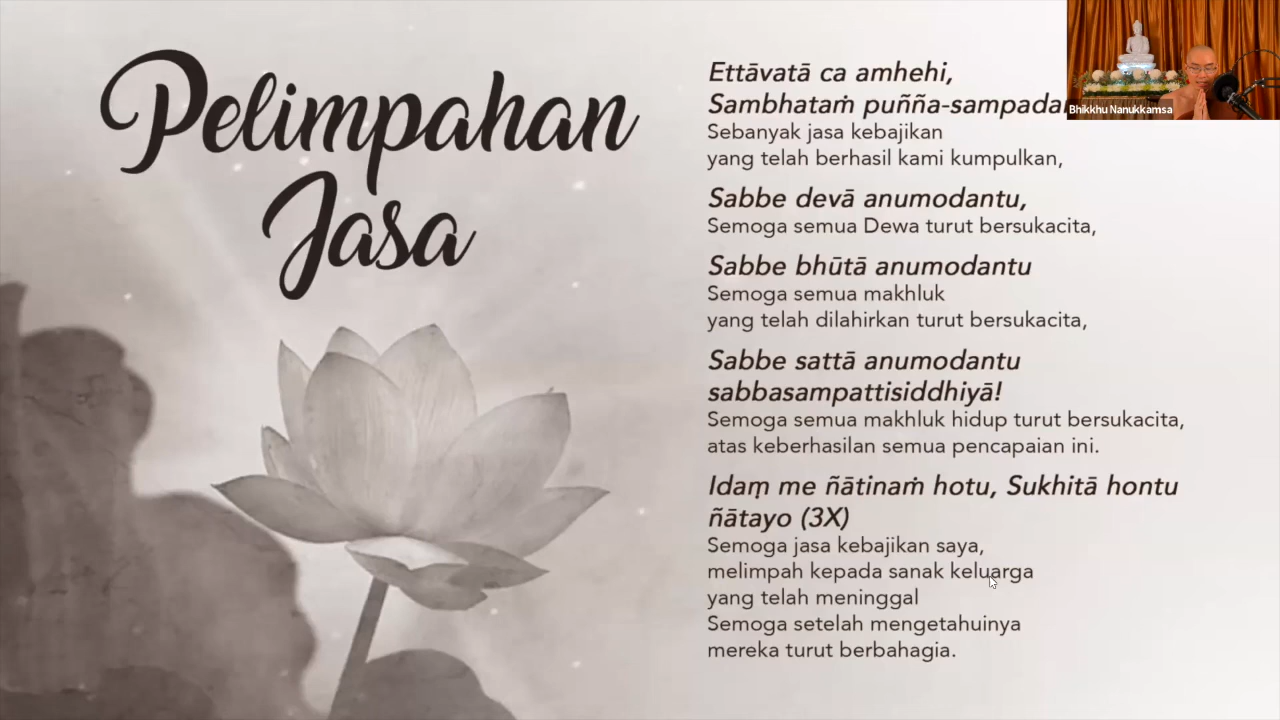 Pelimpahan
Jasa
Ettāvatā ca amhehi,
Sambhataṁ puñña-sampada
Sebanyak jasa kebajikan
yang telah berhasil kami kumpulkan,
Sabbe devā anumodantu,
Semoga semua Dewa turut bersukacita,
Sabbe bhūtā anumodantu
Semoga semua makhluk
yang telah dilahirkan turut bersukacita,
Sabbe sattā anumodantu
sabbasampattisiddhiyā!
Semoga semua makhluk hidup turut bersukacita,
atas keberhasilan semua pencapaian ini.
Idaṃ me ñātinaṁ hotu, Sukhitā hontu
ñātayo (3X)
Semoga jasa kebajikan saya,
melimpah kepada sanak keluarga
yang telah meninggal
Semoga setelah mengetahuinya
mereka turut berbahagia.
Bhikkhu Nanukkamsa